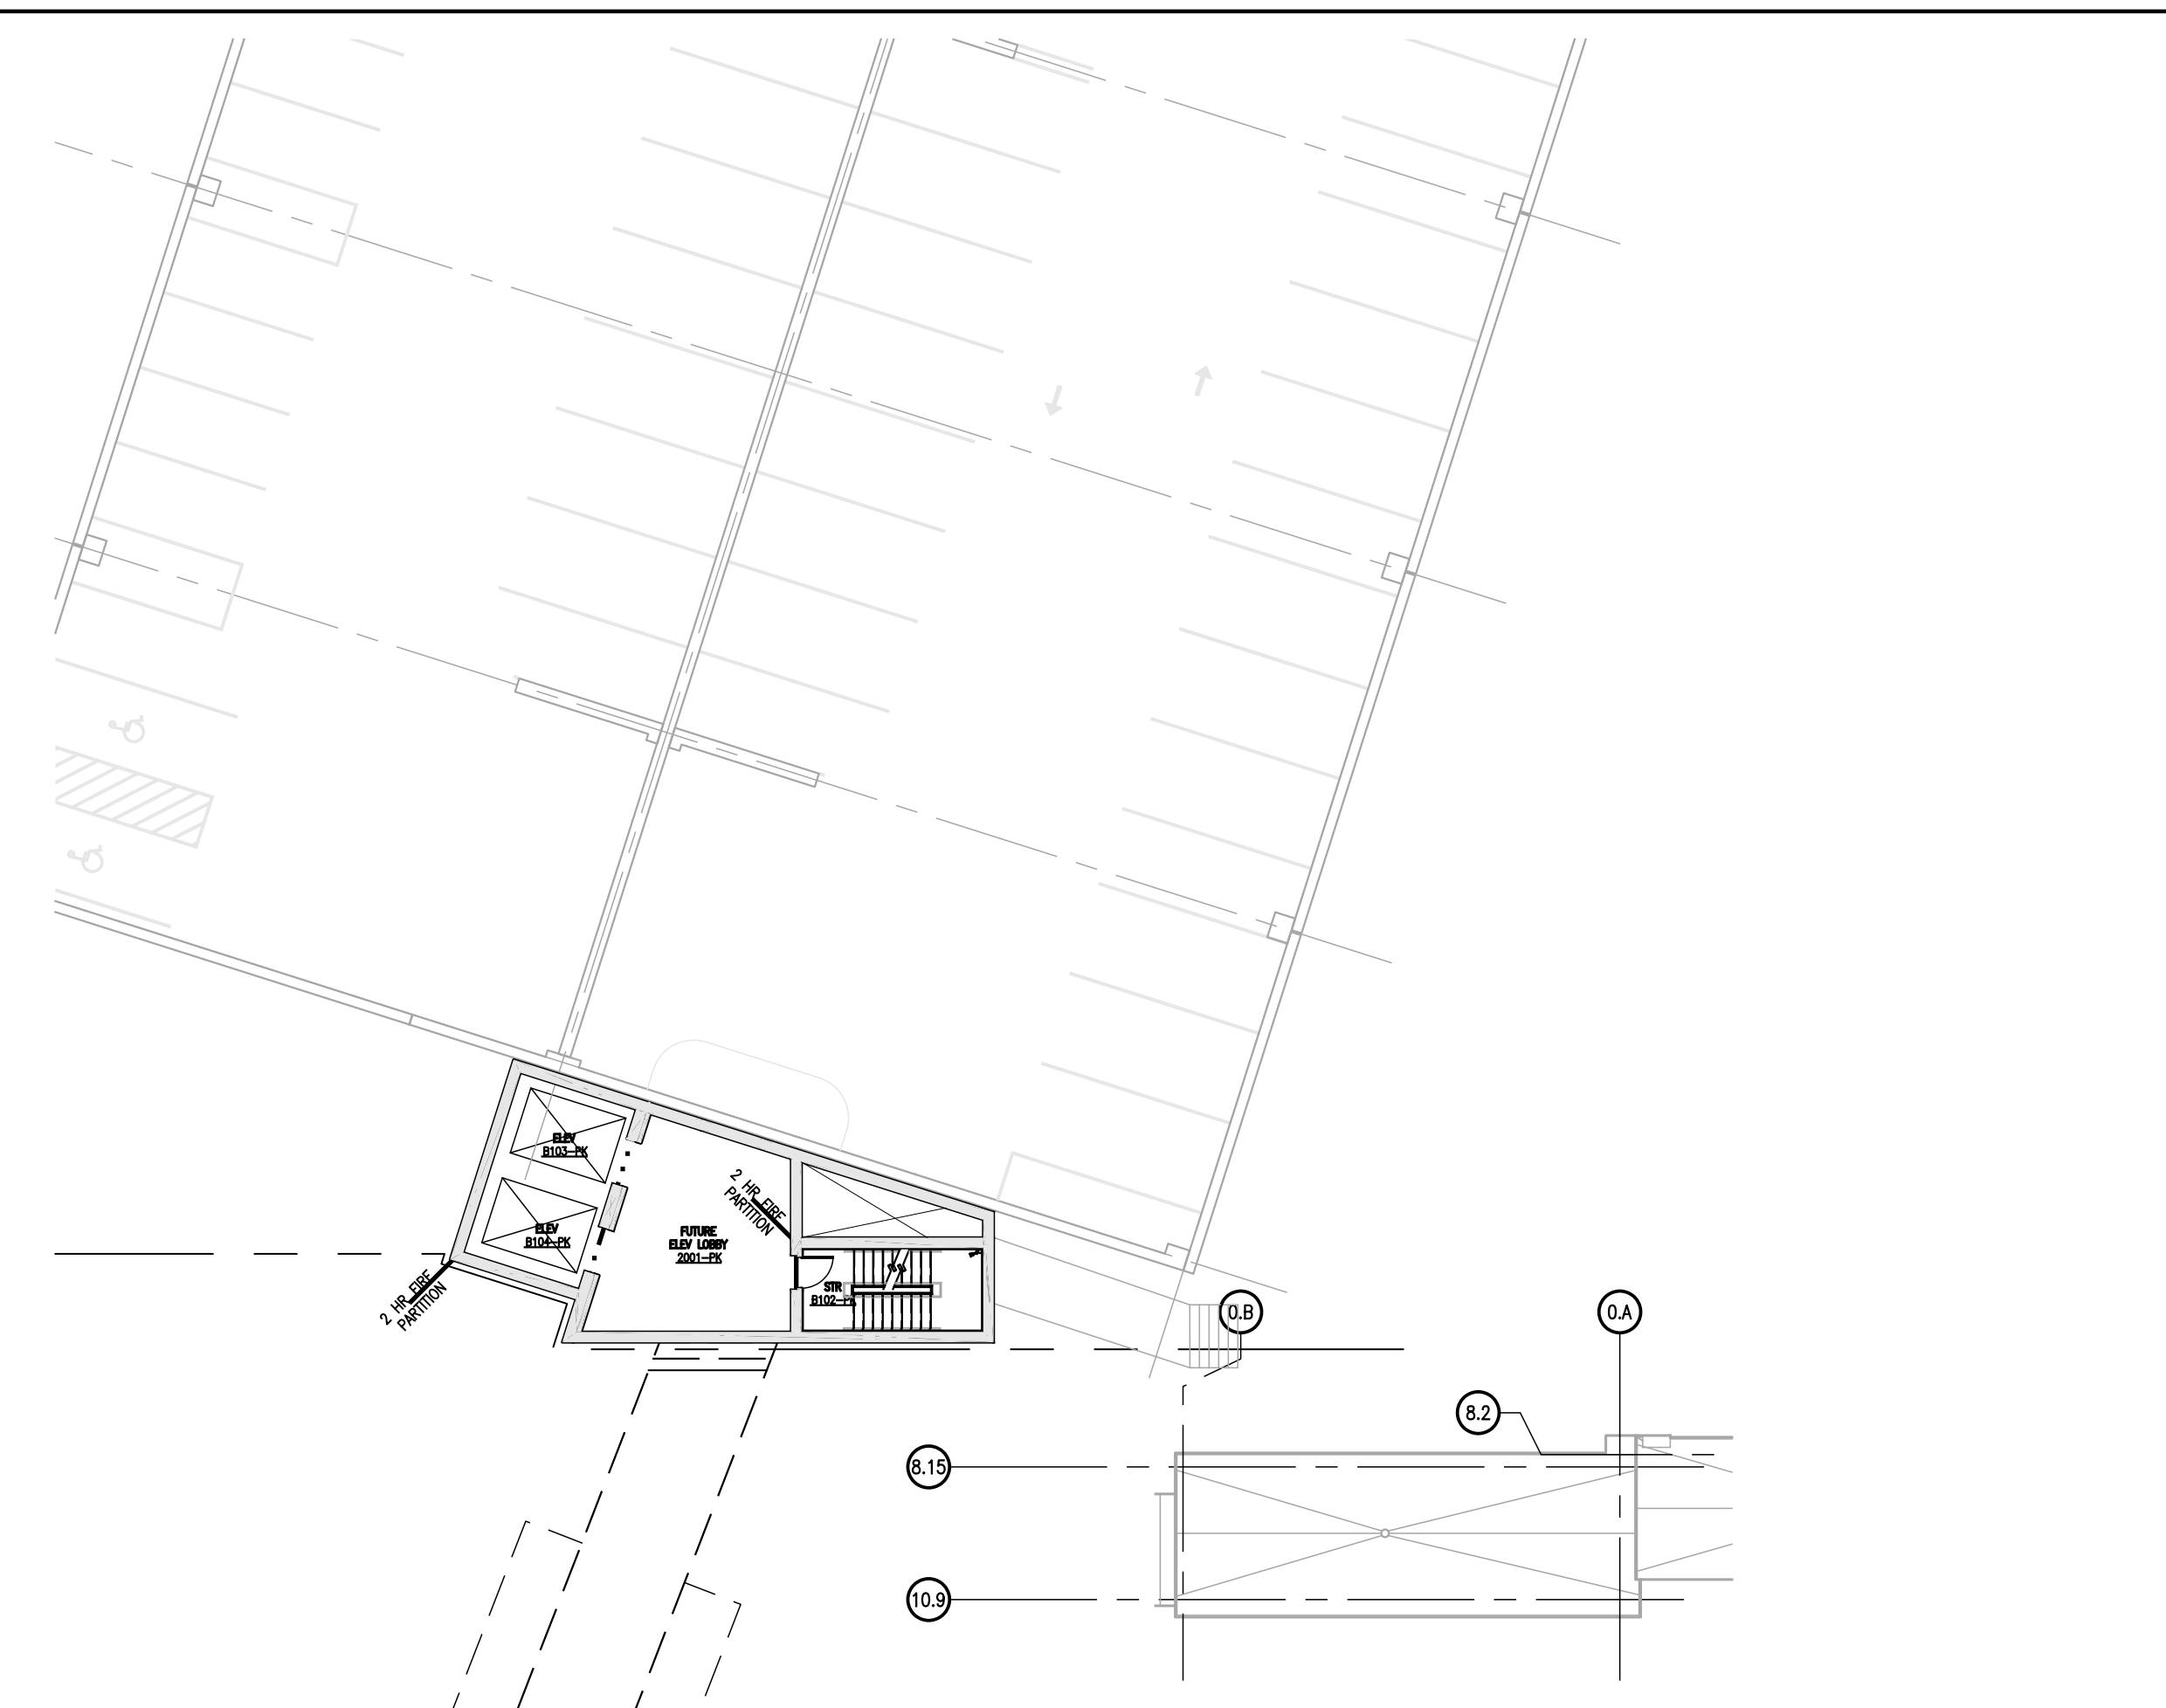 ELEV
B103-PK
2 HR FIRE
PARTITION
ELEV
B104-PK
FUTURE
ELEV LOBBY
2001-PK
2 HR FIRE
PARTITION
STR
0.B
0.A
8.2
8.15
10.9